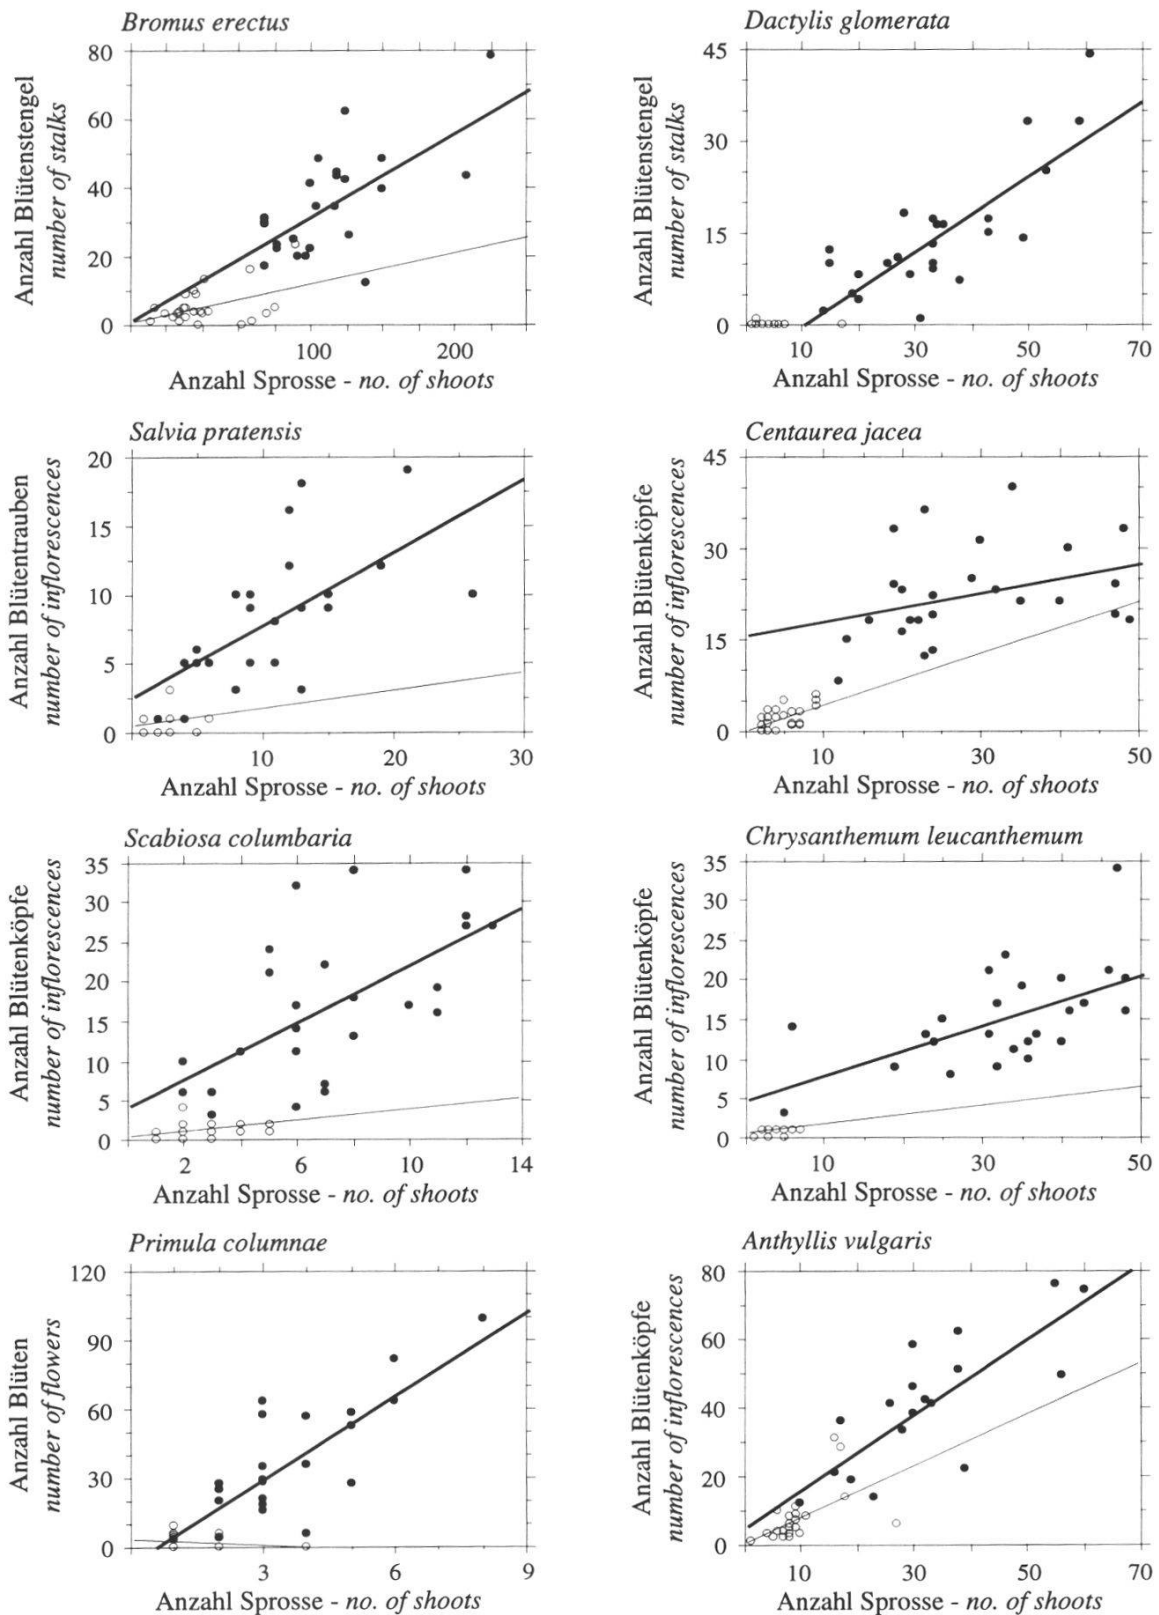 Bromus erectus
Anzahl Blütenstengel
number of stalks
80
60
40
20
0
100 200
Anzahl Sprosse - no. of shoots
Dactylis glomerata
Anzahl Blütenstengel
number of stalks
45
30
15
0
10 30 50 70
Anzahl Sprosse - no. of shoots
Salvia pratensis
Anzahl Blütentrauben
number of inflorescences
20
15
10
5
0
10 20 30
Anzahl Sprosse - no. of shoots
Centaurea jacea
Anzahl Blütenköpfe
number of inflorescences
45
30
15
0
10 30 50
Anzahl Sprosse - no. of shoots
Scabiosa columbaria
Anzahl Blütenköpfe
number of inflorescences
35
25
20
15
10
5
0
2 6 10 14
Anzahl Sprosse - no. of shoots
Chrysanthemum leucanthemum
Anzahl Blütenköpfe
number of inflorescences
35
25
20
15
10
5
0
10 30 50
Anzahl Sprosse - no. of shoots
Primula columnae
Anzahl Blüten
number of flowers
120
90
60
30
0
3 6 9
Anzahl Sprosse - no. of shoots
Anthyllis vulgaris
Anzahl Blütenköpfe
number of inflorescences
80
60
40
20
0
10 30 50 70
Anzahl Sprosse - no. of shoots